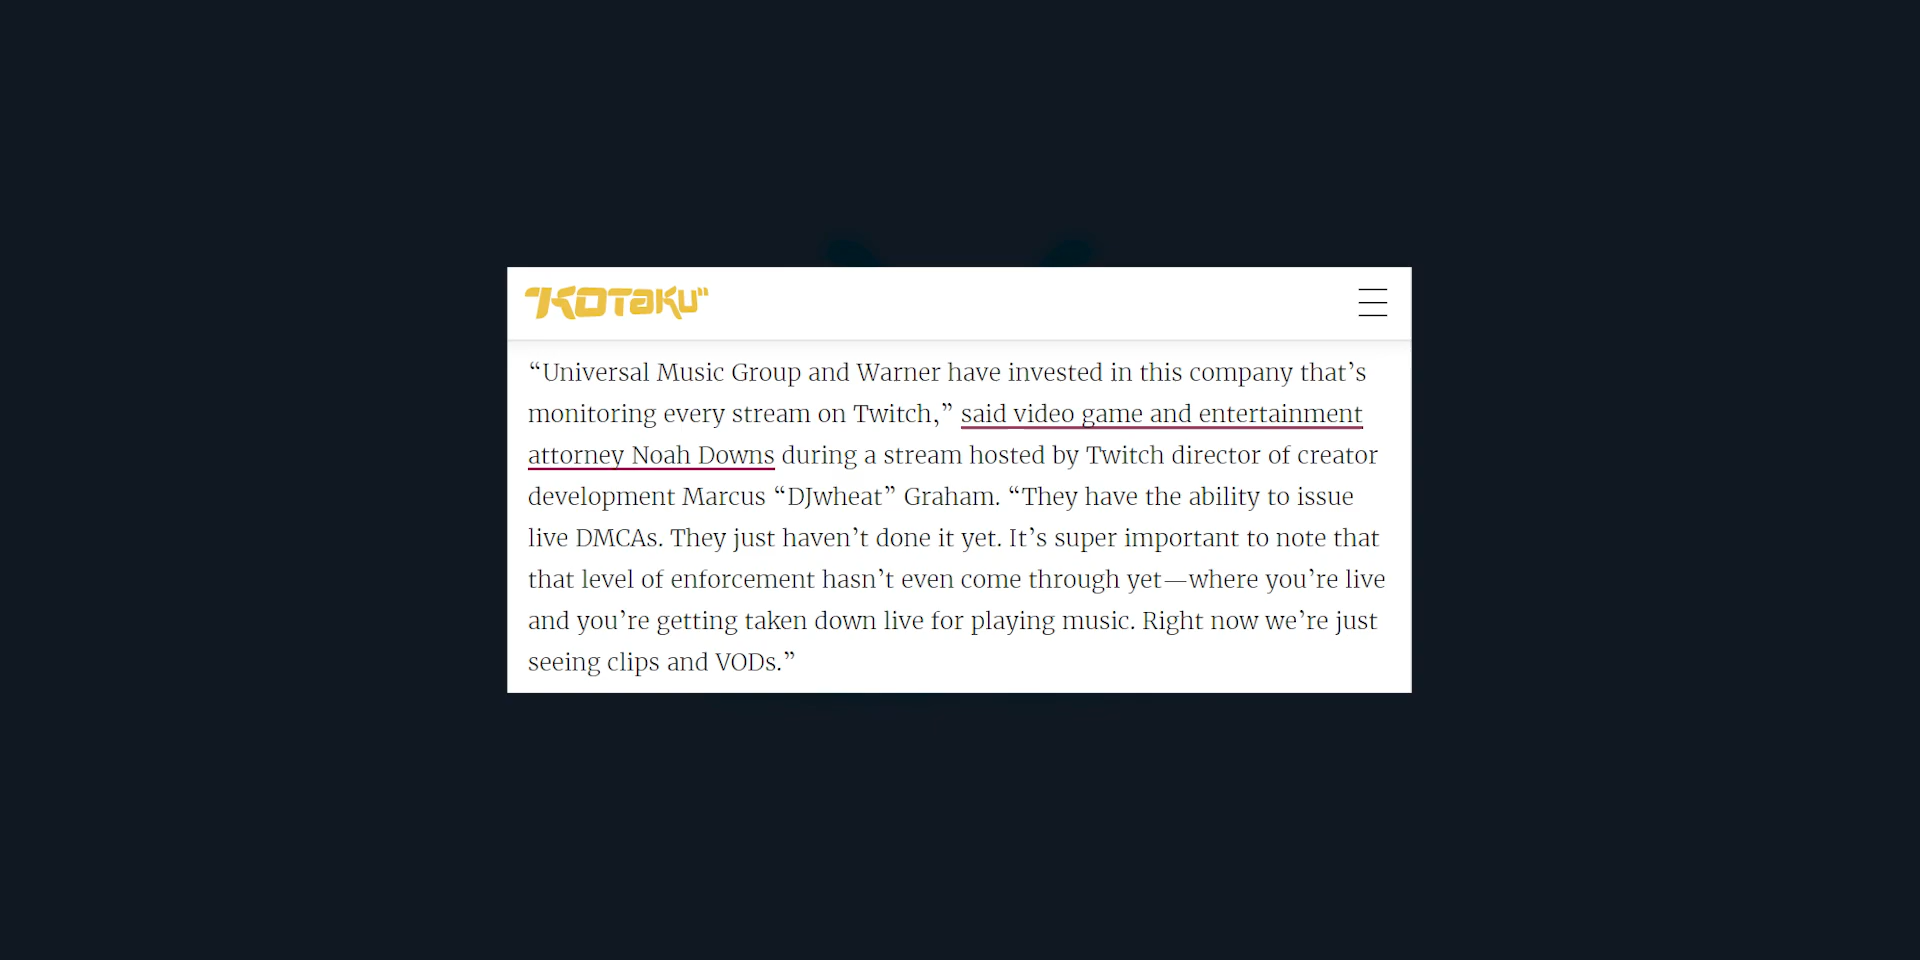 "KOTaKU"
“Universal Music Group and Warner have invested in this company that’s
monitoring every stream on Twitch,” said video game and entertainment
attorney Noah Downs during a stream hosted by Twitch director of creator
development Marcus “DJwheat” Graham. “They have the ability to issue
live DMCAs. They just haven’t done it yet. It’s super important to note that
that level of enforcement hasn’t even come through yet—where you’re live
and you’re getting taken down live for playing music. Right now we’re just
seeing clips and VODs.”